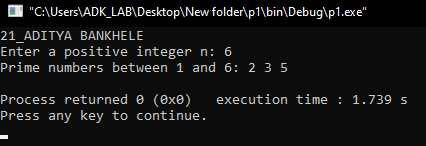 "C:\Users\ADK_LAB\Desktop\New folder\p1\bin\Debug\p1.exe"
21_ADITYA BANKHELE
Enter a positive integer n: 6
Prime numbers between 1 and 6: 2 3 5
Process returned 0 (0x0)   execution time : 1.739 s
Press any key to continue.